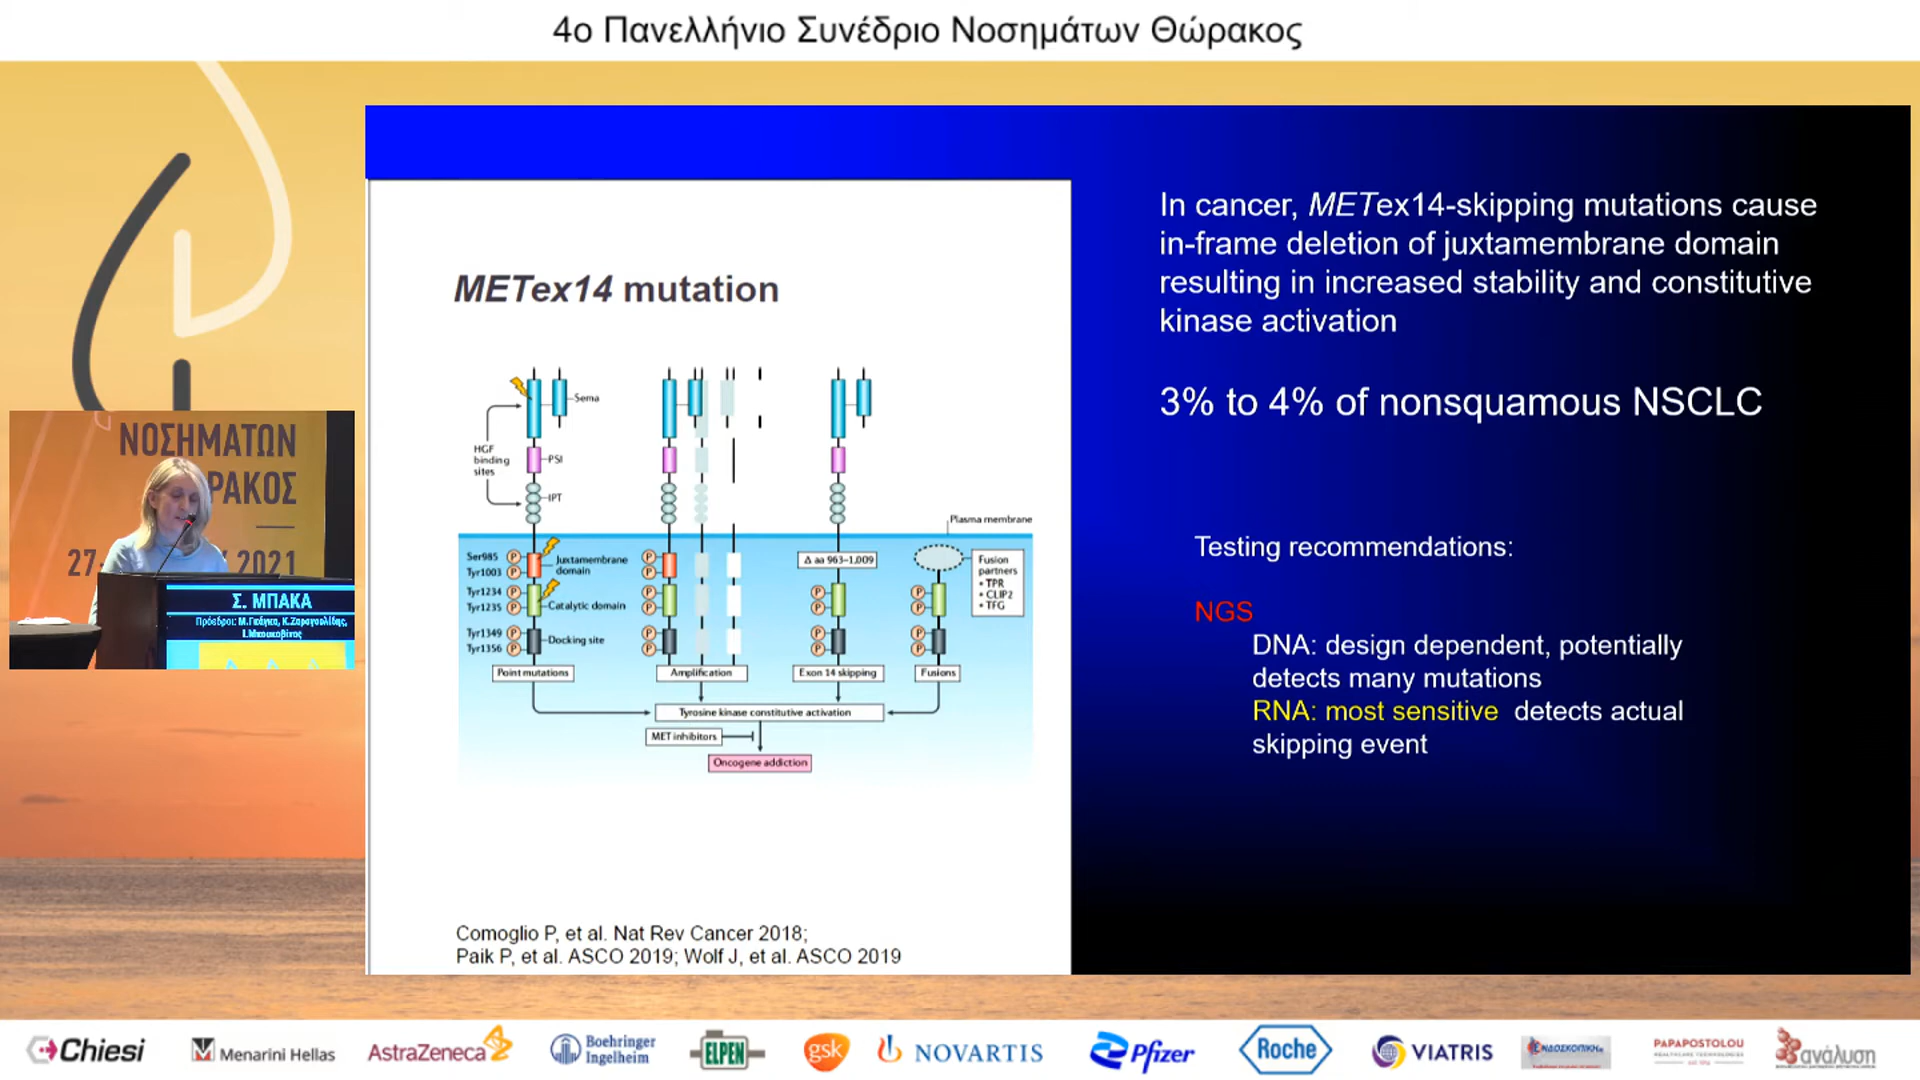 4ο Πανελλήνιο Συνέδριο Νοσημάτων Θώρακος
ΝΟΣΗΜΑΤΩΝ
ΡΑΚΟΣ
27-
2021
Σ. ΜΠΑΚΑ
METex14 mutation
Sema
HGF
binding
sites
PSI
IPT
Plasma membrane
Ser985 P
Tyr1003 P
Juxtamembrane
domain
Tyr1234 P
Tyr1235 P
Catalytic domain
Tyr1349 P
Tyr1356 P
Docking site
P
P
P
P
P
P
Δ aa 963–1,009
P
P
P
P
P
P
P
P
Fusion
partners
• TPR
• CLIP2
• TFG
Point mutations
Amplification
Exon 14 skipping
Fusions
Tyrosine kinase constitutive activation
MET inhibitors
Oncogene addiction
Comoglio P, et al. Nat Rev Cancer 2018;
Paik P, et al. ASCO 2019; Wolf J, et al. ASCO 2019
In cancer, METex14-skipping mutations cause
in-frame deletion of juxtamembrane domain
resulting in increased stability and constitutive
kinase activation
3% to 4% of nonsquamous NSCLC
Testing recommendations:
NGS
DNA: design dependent, potentially
detects many mutations
RNA: most sensitive detects actual
skipping event
Chiesi
Menarini Hellas
AstraZeneca
Boehringer
Ingelheim
ELPEN
gsk
NOVARTIS
Pfizer
Roche
VIATRIS
ΕΝΔΟΣΚΟΠΙΚΗ
PAPAPOSTOLOU
ανάλυση